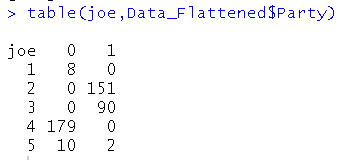 > table(joe,Data_Flattened$Party)
joe 0 1
1 8 0
2 0 151
3 0 90
4 179 0
5 10 2